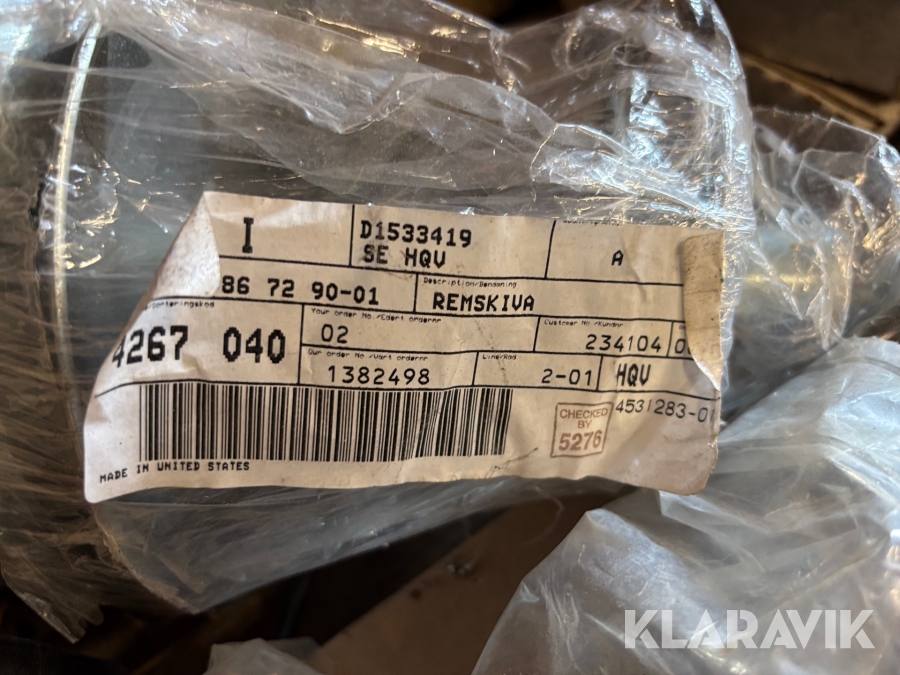 I
D1533419
SE HQV
A
86 72 90-01
Description/Benämning
REMSKIVA
4267 040
Your order No./Edert ordernr
02
Customer No./Kundnr
234104
Our order No./Vårt ordernr
1382498
2-01
HQV
4531283-0
CHECKED
BY
5276
MADE IN UNITED STATES
KLARAVIK